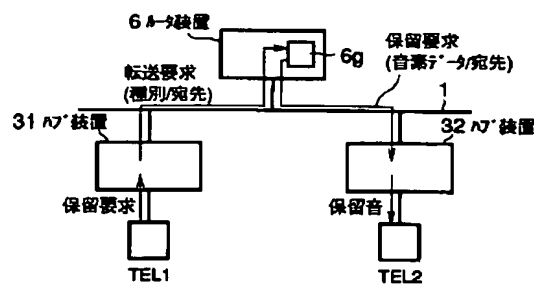 6 ルータ装置
6g
保留要求
(音楽データ/宛先)
転送要求
(種別/宛先)
1
31 ハブ装置
32 ハブ装置
保留要求
保留音
TEL1
TEL2